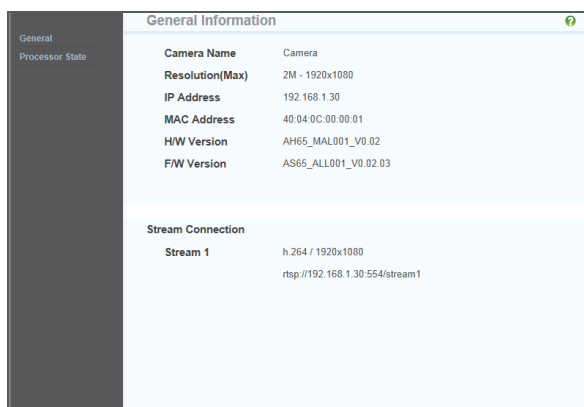 General
Processor State
General Information
Camera Name Camera
Resolution(Max) 2M - 1920x1080
IP Address 192.168.1.30
MAC Address 40:04:0C:00:00:01
H/W Version AH65_MAL001_V0.02
F/W Version AS65_ALL001_V0.02.03
Stream Connection
Stream 1 h.264 / 1920x1080
rtsp://192.168.1.30:554/stream1